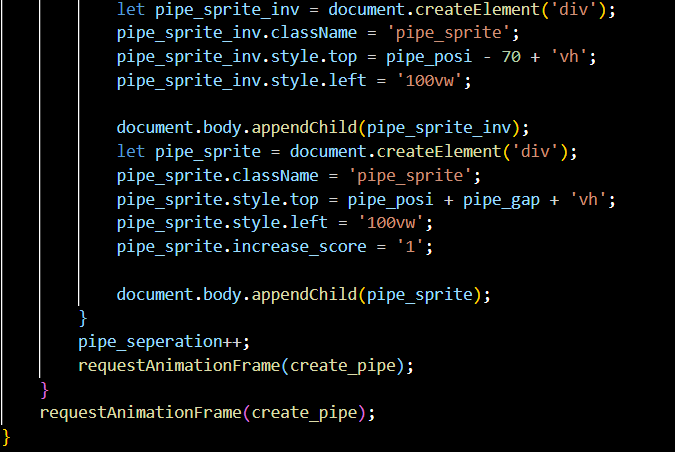 let pipe_sprite_inv = document.createElement('div');
pipe_sprite_inv.className = 'pipe_sprite';
pipe_sprite_inv.style.top = pipe_posi - 70 + 'vh';
pipe_sprite_inv.style.left = '100vw';
document.body.appendChild(pipe_sprite_inv);
let pipe_sprite = document.createElement('div');
pipe_sprite.className = 'pipe_sprite';
pipe_sprite.style.top = pipe_posi + pipe_gap + 'vh';
pipe_sprite.style.left = '100vw';
pipe_sprite.increase_score = '1';
document.body.appendChild(pipe_sprite);
}
pipe_seperation++;
requestAnimationFrame(create_pipe);
}
requestAnimationFrame(create_pipe);
}